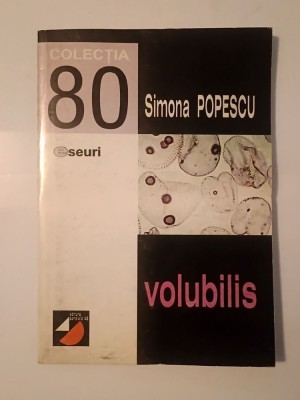 COLECȚIA
80
eseuri
Simona POPESCU
volubilis